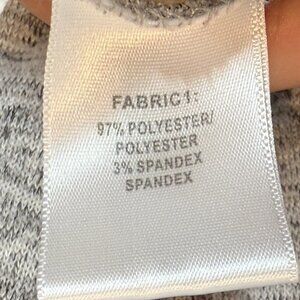 FABRIC1:
97% POLYESTER/
POLYESTER
3% SPANDEX
SPANDEX